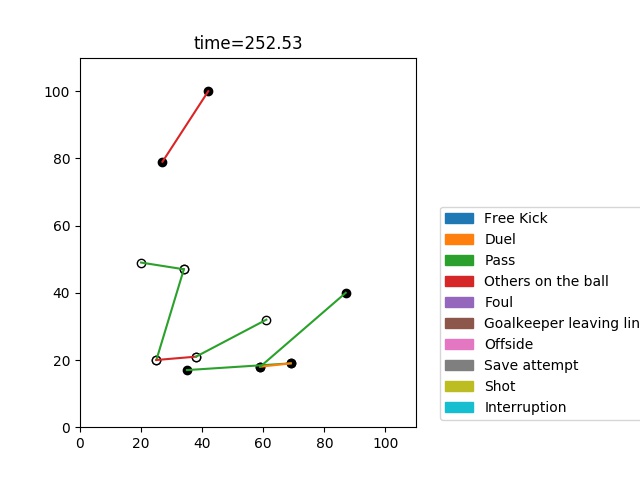 time=252.53
100
80
60
40
20
0
0 20 40 60 80 100
Free Kick
Duel
Pass
Others on the ball
Foul
Goalkeeper leaving lin
Offside
Save attempt
Shot
Interruption